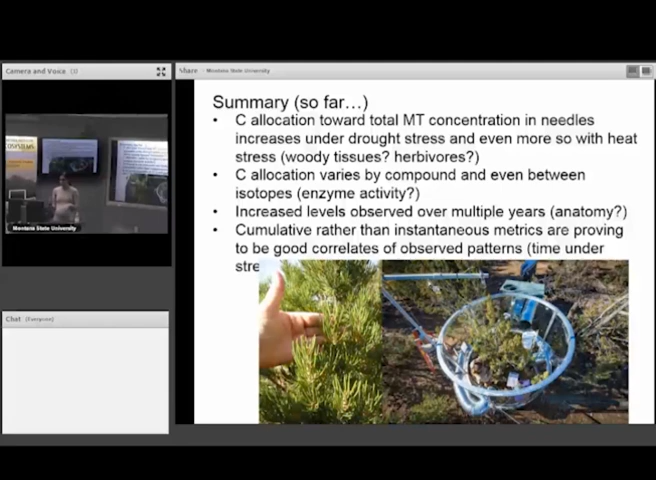 Camera and Voice (3)
Share - Montana State University
Montana State University
Chat (Everyone)
Summary (so far…)
• C allocation toward total MT concentration in needles
increases under drought stress and even more so with heat
stress (woody tissues? herbivores?)
• C allocation varies by compound and even between
isotopes (enzyme activity?)
• Increased levels observed over multiple years (anatomy?)
• Cumulative rather than instantaneous metrics are proving
to be good correlates of observed patterns (time under